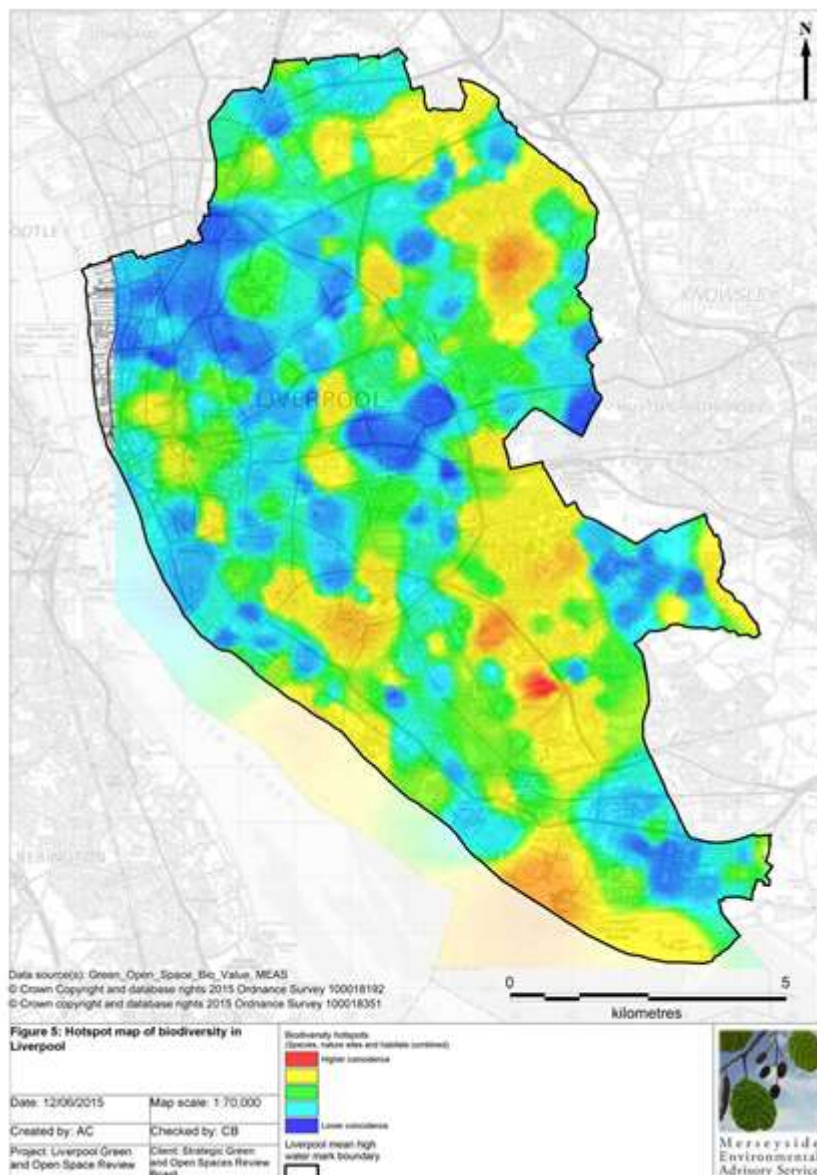 N
KNOWSLEY
LIVERPOOL
BEBINGTON
Data source(s): Green_Open_Space_Bio_Value, MEAS
© Crown Copyright and database rights 2015 Ordnance Survey 100018192
© Crown copyright and database rights 2015 Ordnance Survey 100018351
0 5
kilometres
Figure 5: Hotspot map of biodiversity in
Liverpool
Date: 12/06/2015
Map scale: 1:70,000
Created by: AC
Checked by: CB
Project: Liverpool Green
and Open Space Review
Client: Strategic Green
and Open Spaces Review
Board
Biodiversity hotspots
(Species, nature sites and habitats combined)
Higher coincidence
Lower coincidence
Liverpool mean high
water mark boundary
Merseyside
Environmental
Advisory Service